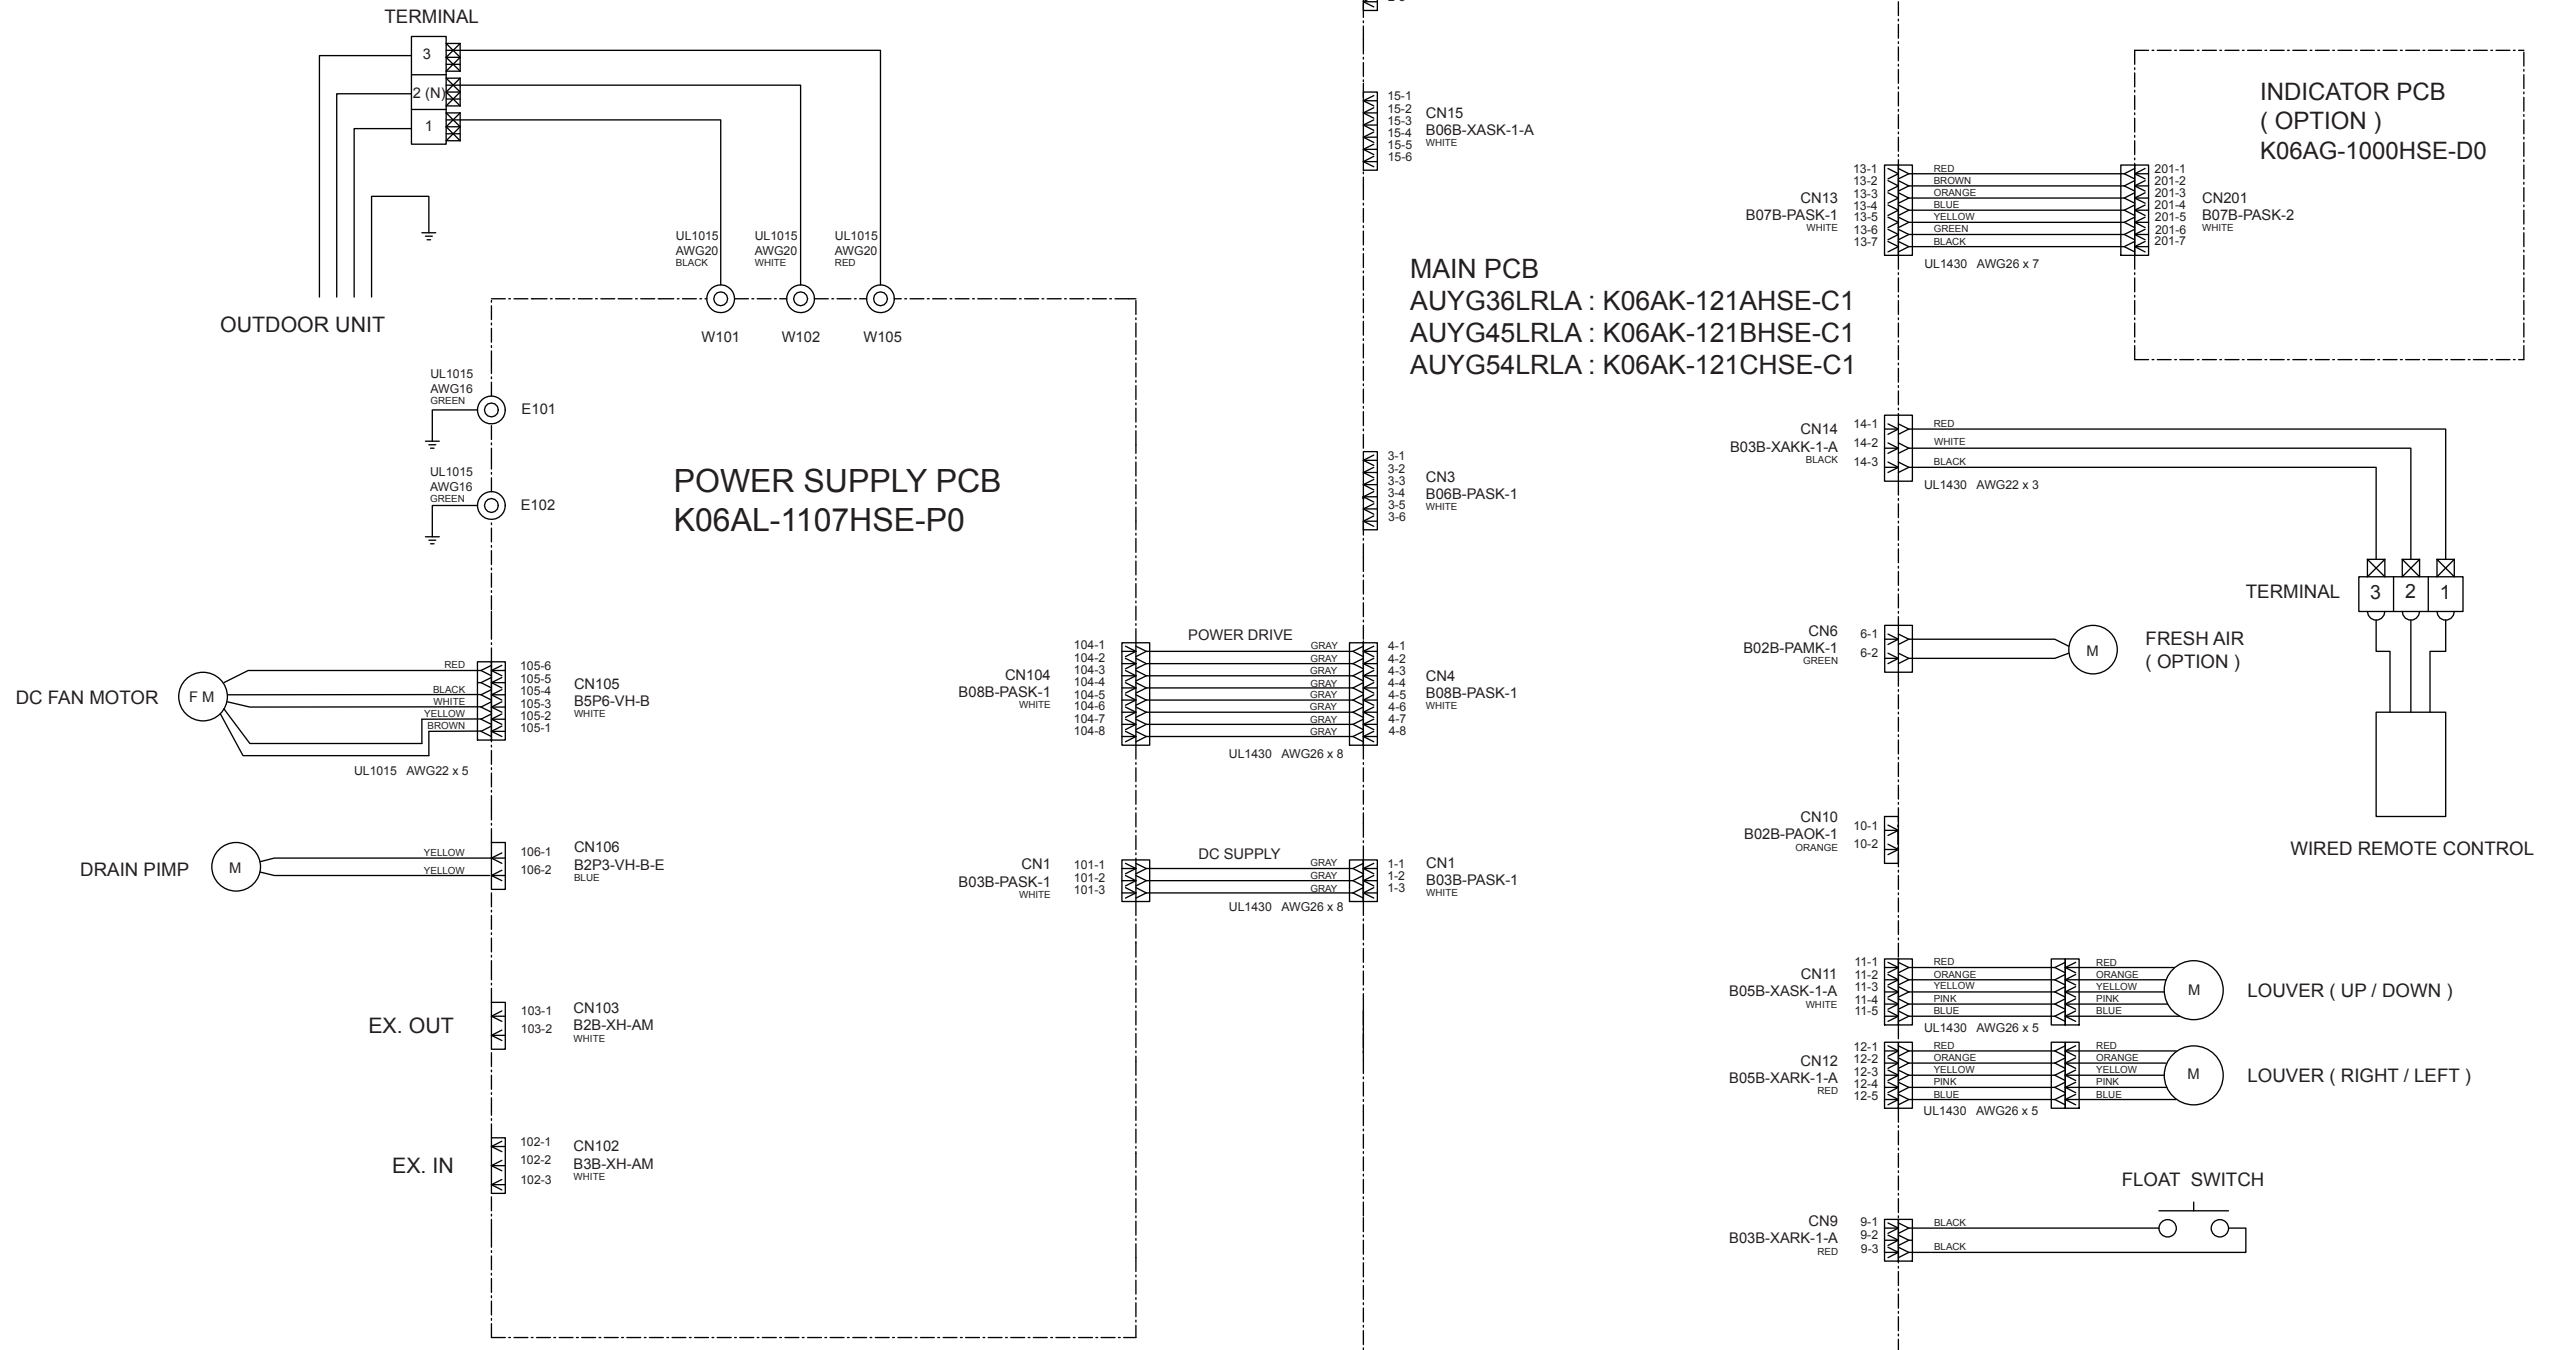 TERMINAL
3
2 (N)
1
UL1015
AWG20
BLACK
UL1015
AWG20
WHITE
UL1015
AWG20
RED
OUTDOOR UNIT
W101
W102
W105
UL1015
AWG16
GREEN
E101
UL1015
AWG16
GREEN
E102
POWER SUPPLY PCB
K06AL-1107HSE-P0
DC FAN MOTOR
F M
RED
BLACK
WHITE
YELLOW
BROWN
UL1015 AWG22 x 5
105-6
105-5
105-4
105-3
105-2
105-1
CN105
B5P6-VH-B
WHITE
DRAIN PIMP
M
YELLOW
YELLOW
106-1
106-2
CN106
B2P3-VH-B-E
BLUE
EX. OUT
103-1
103-2
CN103
B2B-XH-AM
WHITE
EX. IN
102-1
102-2
102-3
CN102
B3B-XH-AM
WHITE
CN104
B08B-PASK-1
WHITE
104-1
104-2
104-3
104-4
104-5
104-6
104-7
104-8
POWER DRIVE
GRAY
GRAY
GRAY
GRAY
GRAY
GRAY
GRAY
GRAY
UL1430 AWG26 x 8
4-1
4-2
4-3
4-4
4-5
4-6
4-7
4-8
CN4
B08B-PASK-1
WHITE
CN1
B03B-PASK-1
WHITE
101-1
101-2
101-3
DC SUPPLY
GRAY
GRAY
GRAY
UL1430 AWG26 x 8
1-1
1-2
1-3
CN1
B03B-PASK-1
WHITE
15-1
15-2
15-3
15-4
15-5
15-6
CN15
B06B-XASK-1-A
WHITE
MAIN PCB
AUYG36LRLA : K06AK-121AHSE-C1
AUYG45LRLA : K06AK-121BHSE-C1
AUYG54LRLA : K06AK-121CHSE-C1
3-1
3-2
3-3
3-4
3-5
3-6
CN3
B06B-PASK-1
WHITE
CN13
B07B-PASK-1
WHITE
13-1
13-2
13-3
13-4
13-5
13-6
13-7
RED
BROWN
ORANGE
BLUE
YELLOW
GREEN
BLACK
UL1430 AWG26 x 7
201-1
201-2
201-3
201-4
201-5
201-6
201-7
CN201
B07B-PASK-2
WHITE
INDICATOR PCB
( OPTION )
K06AG-1000HSE-D0
CN14
B03B-XAKK-1-A
BLACK
14-1
14-2
14-3
RED
WHITE
BLACK
UL1430 AWG22 x 3
TERMINAL
3
2
1
WIRED REMOTE CONTROL
CN6
B02B-PAMK-1
GREEN
6-1
6-2
M
FRESH AIR
( OPTION )
CN10
B02B-PAOK-1
ORANGE
10-1
10-2
CN11
B05B-XASK-1-A
WHITE
11-1
11-2
11-3
11-4
11-5
RED
ORANGE
YELLOW
PINK
BLUE
UL1430 AWG26 x 5
RED
ORANGE
YELLOW
PINK
BLUE
M
LOUVER ( UP / DOWN )
CN12
B05B-XARK-1-A
RED
12-1
12-2
12-3
12-4
12-5
RED
ORANGE
YELLOW
PINK
BLUE
UL1430 AWG26 x 5
RED
ORANGE
YELLOW
PINK
BLUE
M
LOUVER ( RIGHT / LEFT )
FLOAT SWITCH
CN9
B03B-XARK-1-A
RED
9-1
9-2
9-3
BLACK
BLACK